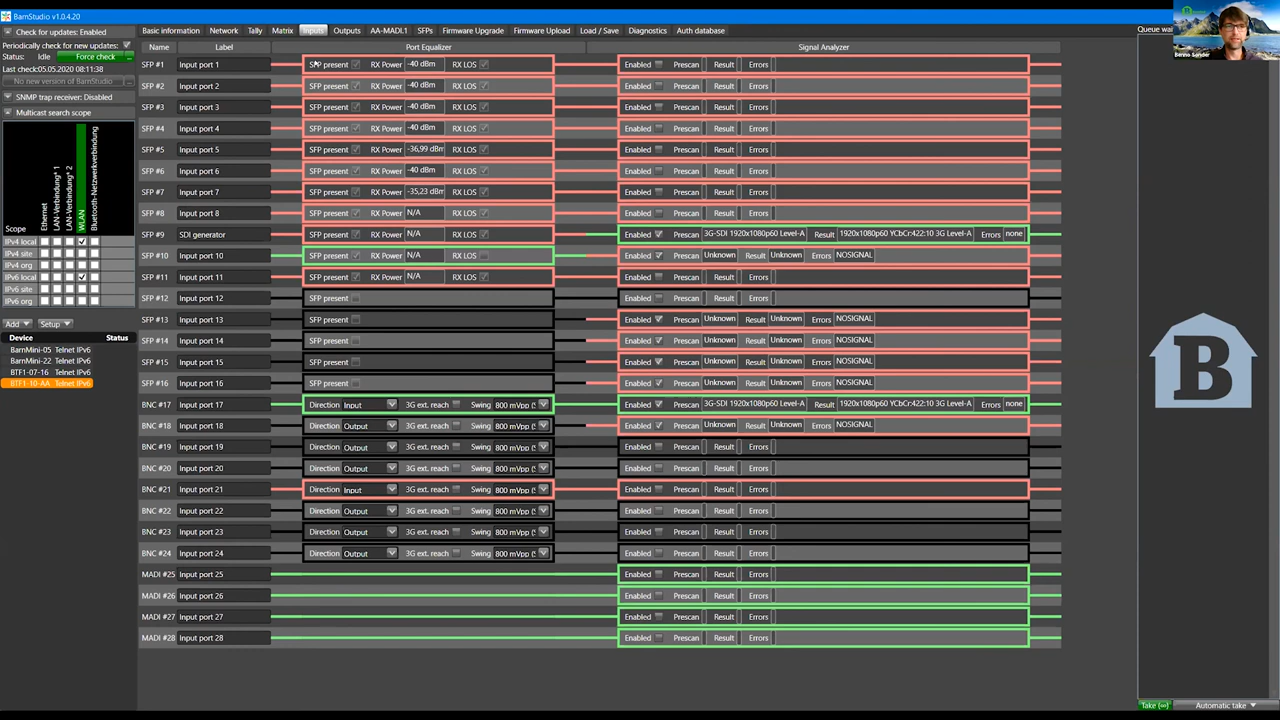 BarnStudio v1.0.4.20
Check for updates: Enabled
Periodically check for new updates:
Status: Idle Force check ...
Last check: 05.05.2020 08:11:38
No new version of BarnStudio
SNMP trap receiver: Disabled
Multicast search scope
Scope Ethernet LAN-Verbindung* 1 LAN-Verbindung* 2 WLAN Bluetooth-Netzwerkverbindung
IPv4 local
IPv4 site
IPv4 org
IPv6 local
IPv6 site
IPv6 org
Add Setup
Device Status
BarnMini-05 Telnet IPv6
BarnMini-22 Telnet IPv6
BTF1-07-16 Telnet IPv6
BTF1-10-AA Telnet IPv6
Basic information Network Tally Matrix Inputs Outputs AA-MADI.1 SFPs Firmware Upgrade Firmware Upload Load / Save Diagnostics Auth database
Name Label Port Equalizer Signal Analyzer
SFP #1 Input port 1 SFP present RX Power -40 dBm RX LOS Enabled Prescan Result Errors
SFP #2 Input port 2 SFP present RX Power -40 dBm RX LOS Enabled Prescan Result Errors
SFP #3 Input port 3 SFP present RX Power -40 dBm RX LOS Enabled Prescan Result Errors
SFP #4 Input port 4 SFP present RX Power -40 dBm RX LOS Enabled Prescan Result Errors
SFP #5 Input port 5 SFP present RX Power -36,99 dBm RX LOS Enabled Prescan Result Errors
SFP #6 Input port 6 SFP present RX Power -40 dBm RX LOS Enabled Prescan Result Errors
SFP #7 Input port 7 SFP present RX Power -35,23 dBm RX LOS Enabled Prescan Result Errors
SFP #8 Input port 8 SFP present RX Power N/A RX LOS Enabled Prescan Result Errors
SFP #9 SDI generator SFP present RX Power N/A RX LOS Enabled Prescan 3G-SDI 1920x1080p60 Level-A Result 1920x1080p60 YCbCr:422:10 3G Level-A Errors none
SFP #10 Input port 10 SFP present RX Power N/A RX LOS Enabled Prescan Unknown Result Unknown Errors NOSIGNAL
SFP #11 Input port 11 SFP present RX Power N/A RX LOS Enabled Prescan Result Errors
SFP #12 Input port 12 SFP present Enabled Prescan Result Errors
SFP #13 Input port 13 SFP present Enabled Prescan Unknown Result Unknown Errors NOSIGNAL
SFP #14 Input port 14 SFP present Enabled Prescan Unknown Result Unknown Errors NOSIGNAL
SFP #15 Input port 15 SFP present Enabled Prescan Unknown Result Unknown Errors NOSIGNAL
SFP #16 Input port 16 SFP present Enabled Prescan Unknown Result Unknown Errors NOSIGNAL
BNC #17 Input port 17 Direction Input 3G ext. reach Swing 800 mVpp (S Enabled Prescan 3G-SDI 1920x1080p60 Level-A Result 1920x1080p60 YCbCr:422:10 3G Level-A Errors none
BNC #18 Input port 18 Direction Output 3G ext. reach Swing 800 mVpp (S Enabled Prescan Unknown Result Unknown Errors NOSIGNAL
BNC #19 Input port 19 Direction Output 3G ext. reach Swing 800 mVpp (S Enabled Prescan Result Errors
BNC #20 Input port 20 Direction Output 3G ext. reach Swing 800 mVpp (S Enabled Prescan Result Errors
BNC #21 Input port 21 Direction Input 3G ext. reach Swing 800 mVpp (S Enabled Prescan Result Errors
BNC #22 Input port 22 Direction Output 3G ext. reach Swing 800 mVpp (S Enabled Prescan Result Errors
BNC #23 Input port 23 Direction Output 3G ext. reach Swing 800 mVpp (S Enabled Prescan Result Errors
BNC #24 Input port 24 Direction Output 3G ext. reach Swing 800 mVpp (S Enabled Prescan Result Errors
MADI #25 Input port 25 Enabled Prescan Result Errors
MADI #26 Input port 26 Enabled Prescan Result Errors
MADI #27 Input port 27 Enabled Prescan Result Errors
MADI #28 Input port 28 Enabled Prescan Result Errors
Queue
Benno Sander
B
Take (∞) Automatic take